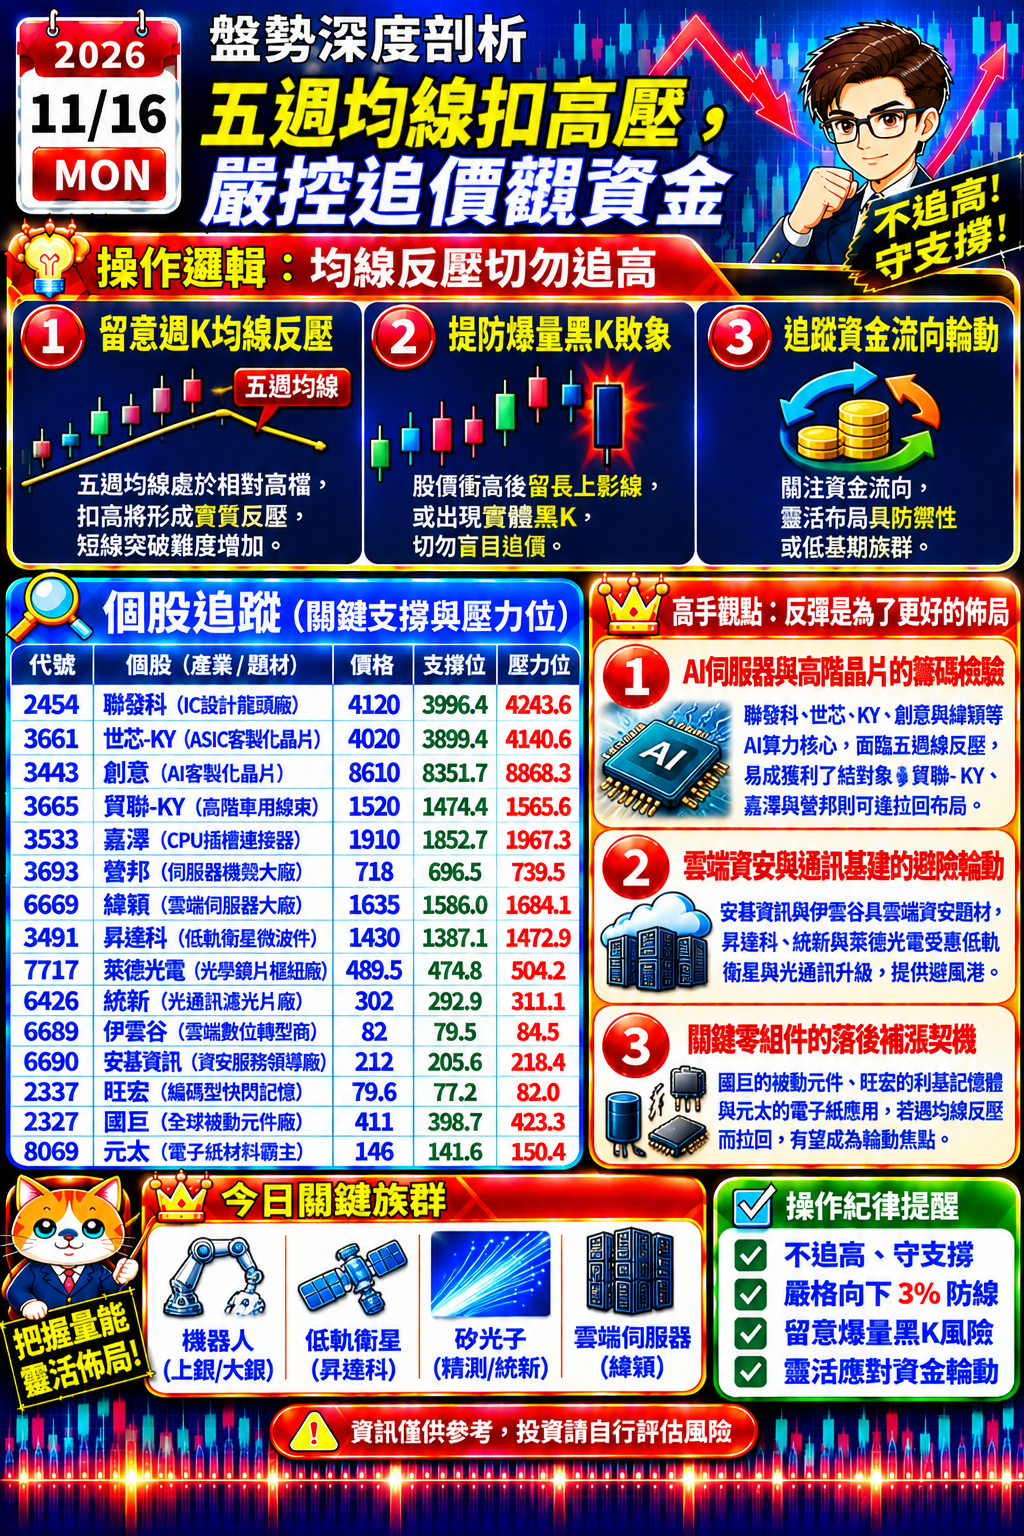 2026
11/16
MON
盤勢深度剖析
五週均線扣高壓，
嚴控追價觀資金
不追高！
守支撐！
操作邏輯：均線反壓切勿追高
1 留意週K均線反壓
五週均線
五週均線處於相對高檔，
扣高將形成實質反壓，
短線突破難度增加。
2 提防爆量黑K敗象
股價衝高後留長上影線，
或出現實體黑K，
切勿盲目追價。
3 追蹤資金流向輪動
關注資金流向，
靈活布局具防禦性
或低基期族群。
個股追蹤（關鍵支撐與壓力位）
代號 個股（產業/題材） 價格 支撐位 壓力位
2454 聯發科（IC設計龍頭廠） 4120 3996.4 4243.6
3661 世芯-KY（ASIC客製化晶片） 4020 3899.4 4140.6
3443 創意（AI客製化晶片） 8610 8351.7 8868.3
3665 貿聯-KY（高階車用線束） 1520 1474.4 1565.6
3533 嘉澤（CPU插槽連接器） 1910 1852.7 1967.3
3693 營邦（伺服器機殼大廠） 718 696.5 739.5
6669 緯穎（雲端伺服器大廠） 1635 1586.0 1684.1
3491 昇達科（低軌衛星微波件） 1430 1387.1 1472.9
7717 萊德光電（光學鏡片樞紐廠） 489.5 474.8 504.2
6426 統新（光通訊濾光片廠） 302 292.9 311.1
6689 伊雲谷（雲端數位轉型商） 82 79.5 84.5
6690 安碁資訊（資安服務領導廠） 212 205.6 218.4
2337 旺宏（編碼型快閃記憶） 79.6 77.2 82.0
2327 國巨（全球被動元件廠） 411 398.7 423.3
8069 元太（電子紙材料霸主） 146 141.6 150.4
高手觀點：反彈是為了更好的佈局
1 AI伺服器與高階晶片的籌碼檢驗
AI
聯發科、世芯、KY、創意與緯穎等
AI算力核心，面臨五週線反壓，
易成獲利了結對象 貿聯- KY、
嘉澤與營邦則可逢拉回布局。
2 雲端資安與通訊基建的避險輪動
安碁資訊與伊雲谷具雲端資安題材，
昇達科、統新與萊德光電受惠低軌
衛星與光通訊升級，提供避風港。
3 關鍵零組件的落後補漲契機
國巨的被動元件、旺宏的利基記憶體
與元太的電子紙應用，若遇均線反壓
而拉回，有望成為輪動焦點。
把握量能
靈活佈局！
今日關鍵族群
機器人
（上銀/大銀）
低軌衛星
（昇達科）
矽光子
（精測/統新）
雲端伺服器
（緯穎）
操作紀律提醒
不追高、守支撐
嚴格向下 3% 防線
留意爆量黑K風險
靈活應對資金輪動
資訊僅供參考，投資請自行評估風險